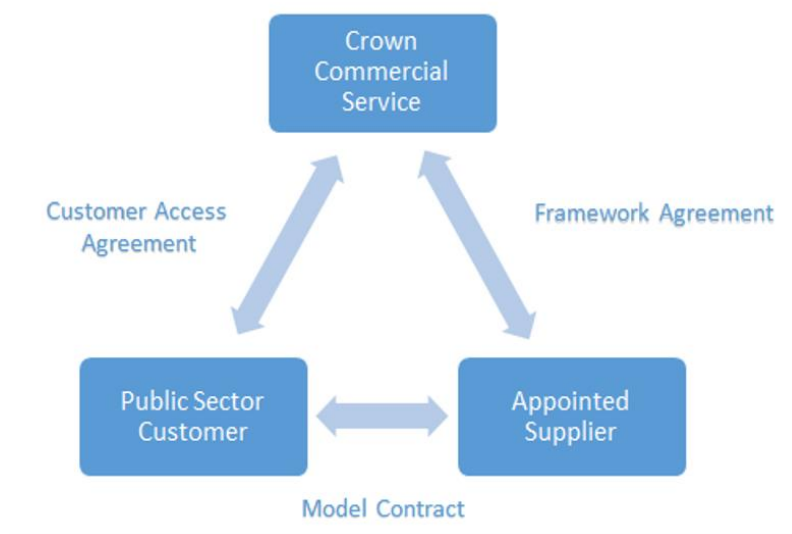 Crown
Commercial
Service
Customer Access
Agreement
Framework Agreement
Public Sector
Customer
Appointed
Supplier
Model Contract